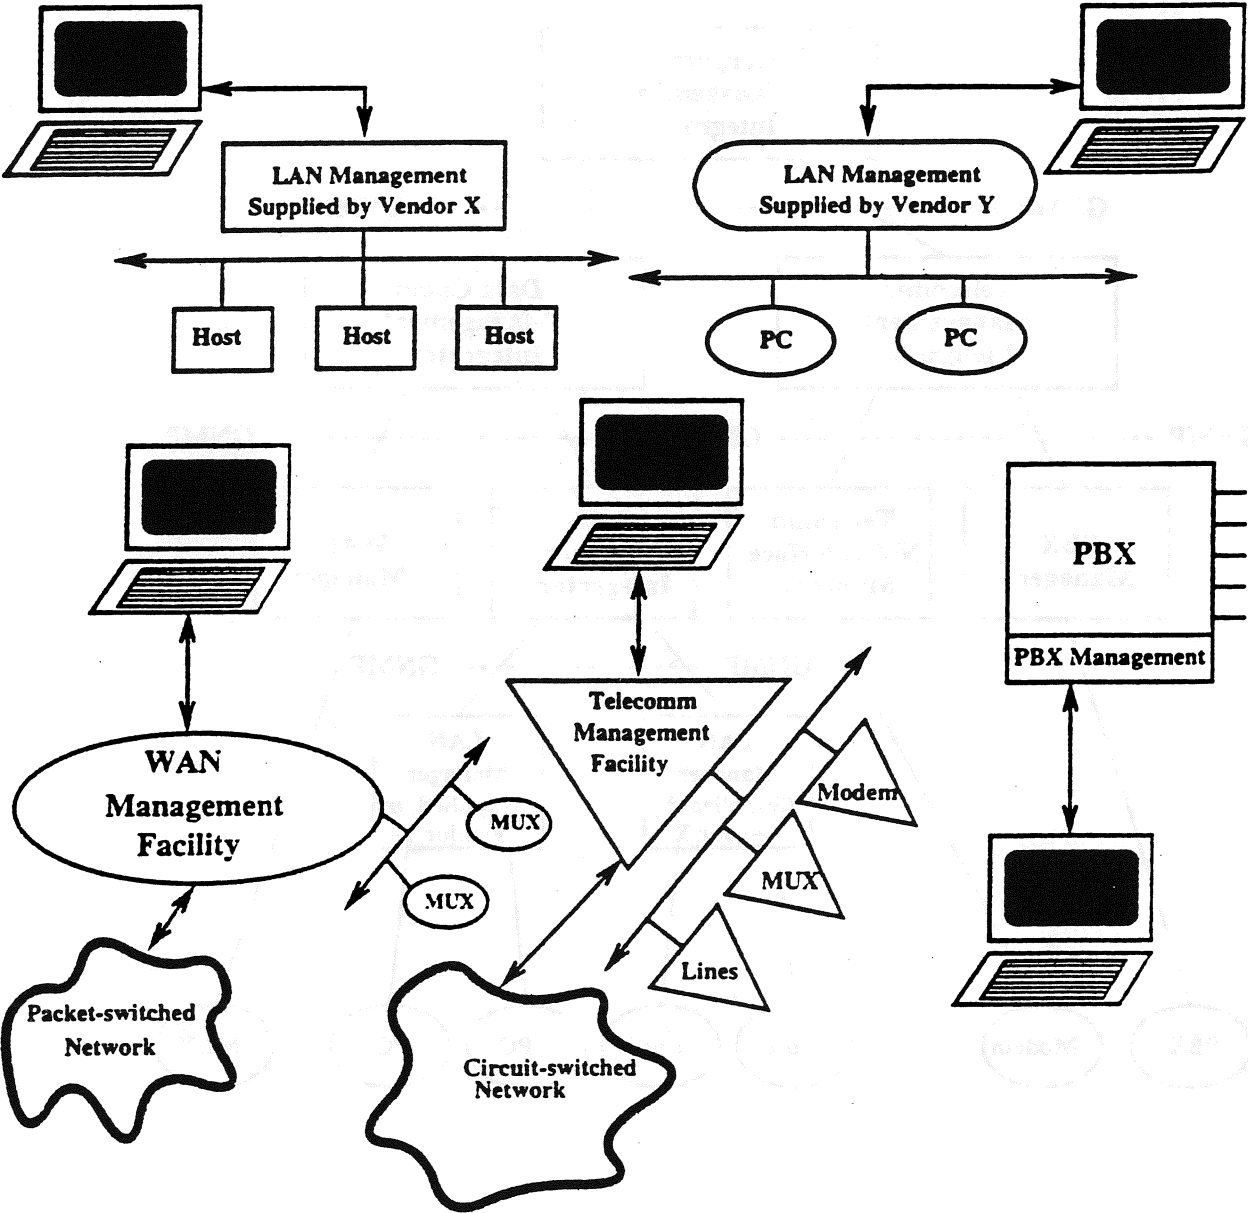 LAN Management
Supplied by Vendor X
LAN Management
Supplied by Vendor Y
Host
Host
Host
PC
PC
PBX
PBX Management
Telecomm
Management
Facility
WAN
Management
Facility
MUX
MUX
Modem
MUX
Lines
Packet-switched
Network
Circuit-switched
Network